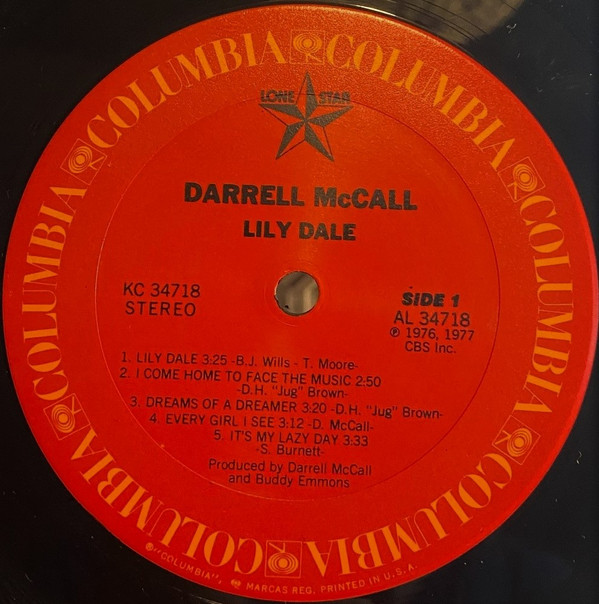 COLUMBIA COLUMBIA COLUMBIA COLUMBIA COLUMBIA COLUMBIA COLUMBIA COLUMBIA
LONE STAR
DARRELL McCALL
LILY DALE
KC 34718
STEREO
SiDE 1
AL 34718
℗ 1976, 1977
CBS Inc.
1. LILY DALE 3:25 -B.J. Wills - T. Moore-
2. I COME HOME TO FACE THE MUSIC 2:50
-D.H. "Jug" Brown-
3. DREAMS OF A DREAMER 3:20 -D.H. "Jug" Brown-
4. EVERY GIRL I SEE 3:12 -D. McCall-
5. IT'S MY LAZY DAY 3:33
-S. Burnett-
Produced by Darrell McCall
and Buddy Emmons
®"COLUMBIA", MARCAS REG. PRINTED IN U.S.A.